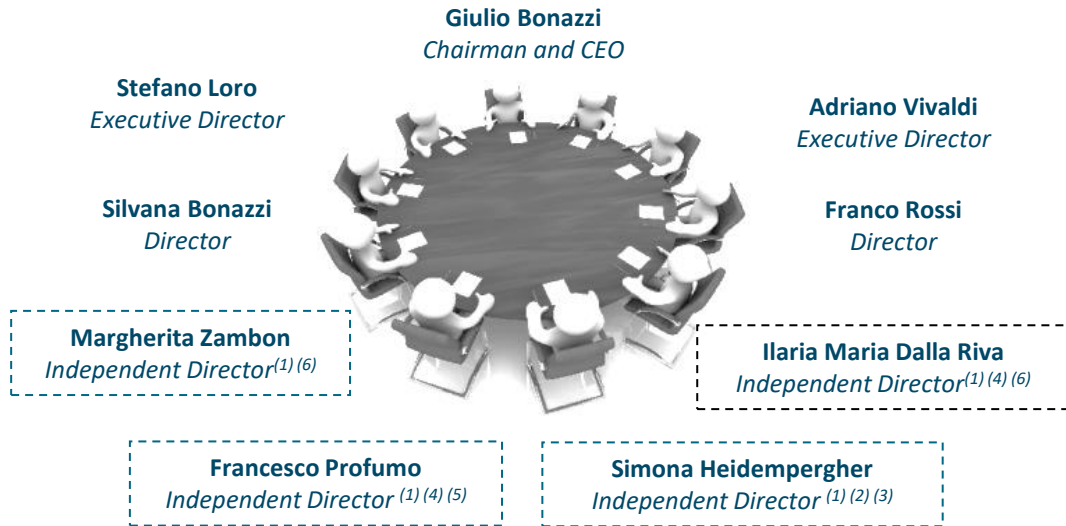 Giulio Bonazzi
Chairman and CEO
Stefano Loro
Executive Director
Adriano Vivaldi
Executive Director
Silvana Bonazzi
Director
Franco Rossi
Director
Margherita Zambon
Independent Director(1) (6)
Ilaria Maria Dalla Riva
Independent Director(1) (4) (6)
Francesco Profumo
Independent Director (1) (4) (5)
Simona Heidempergher
Independent Director (1) (2) (3)